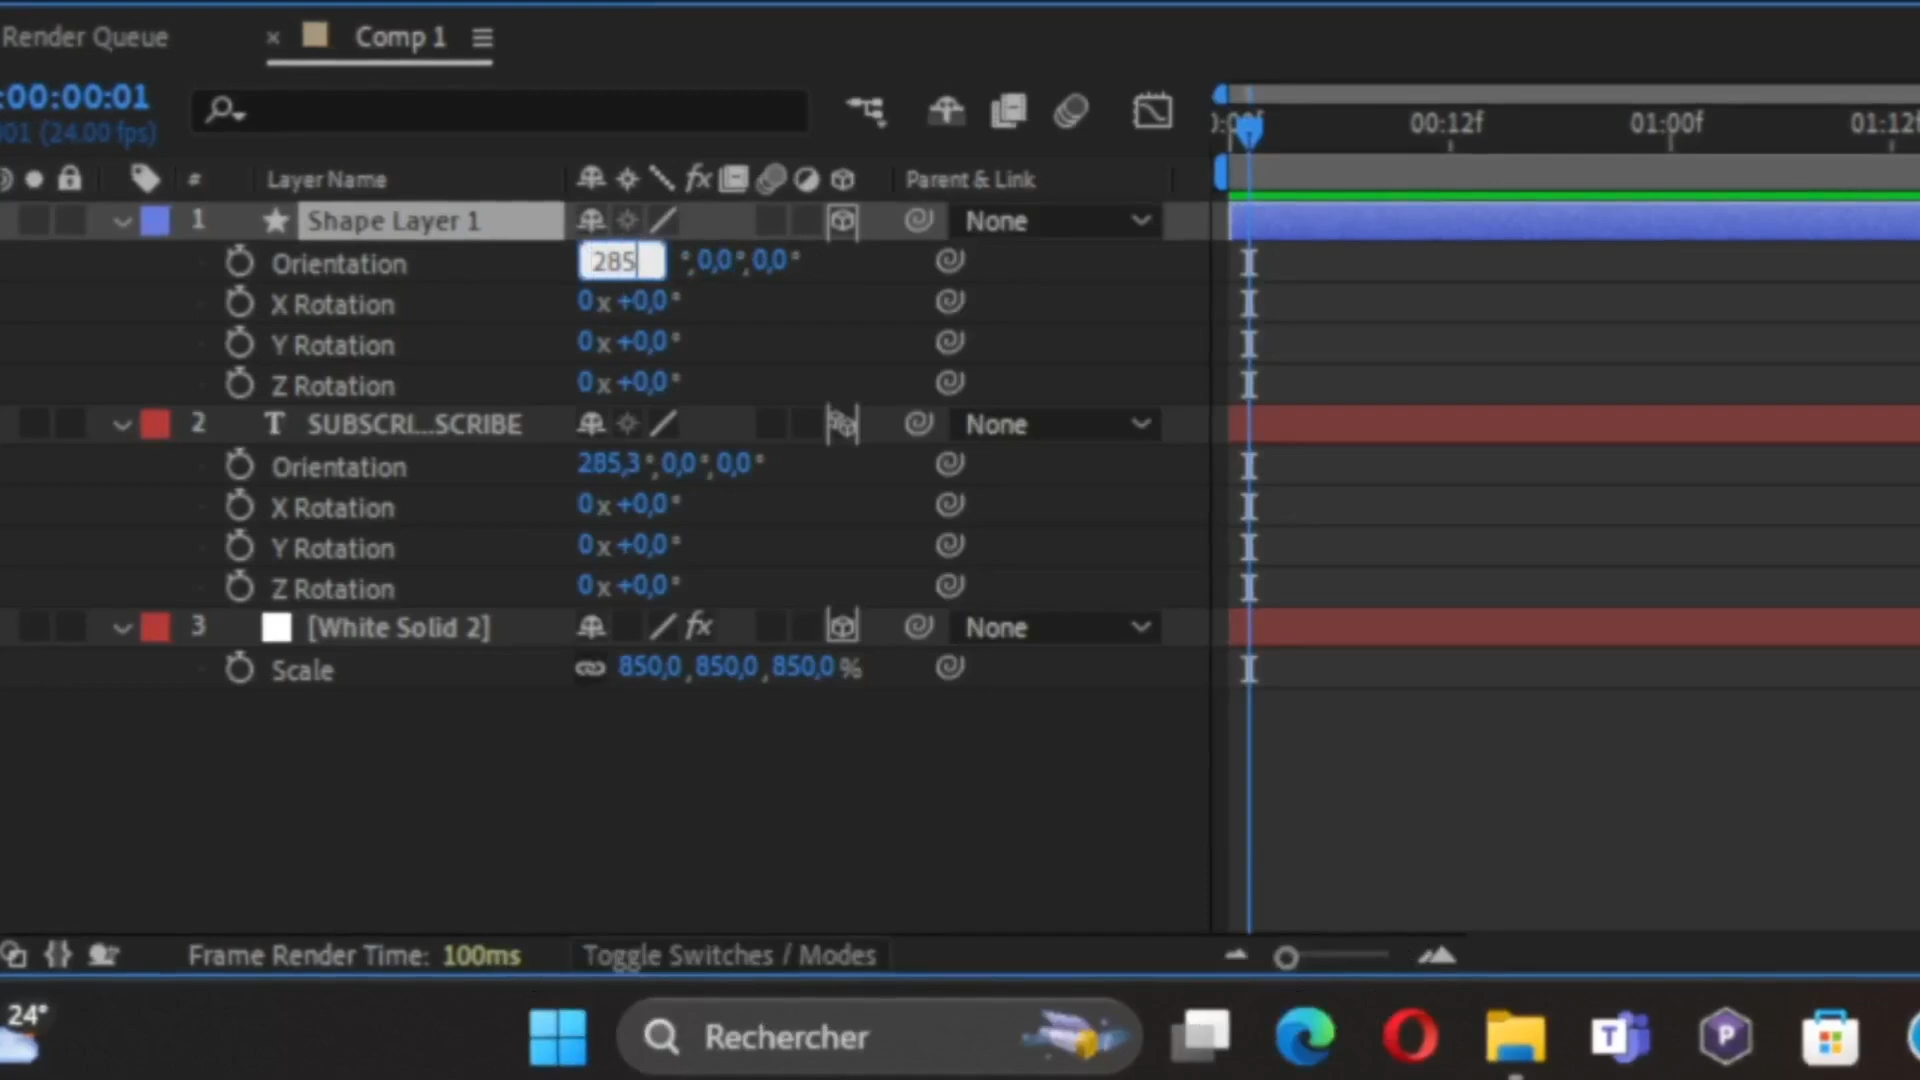 Render Queue × Comp 1
:00:00:01
001 (24.00 fps)
00:12f 01:00f 01:12f
# Layer Name fx Parent & Link
1 Shape Layer 1 None
Orientation 285 °,0,0°,0,0°
X Rotation 0x+0,0°
Y Rotation 0x+0,0°
Z Rotation 0x+0,0°
2 T SUBSCRI...SCRIBE None
Orientation 285,3°,0,0°,0,0°
X Rotation 0x+0,0°
Y Rotation 0x+0,0°
Z Rotation 0x+0,0°
3 [White Solid 2] fx None
Scale 850,0,850,0,850,0%
Frame Render Time: 100ms Toggle Switches / Modes
24°
Rechercher
T
P